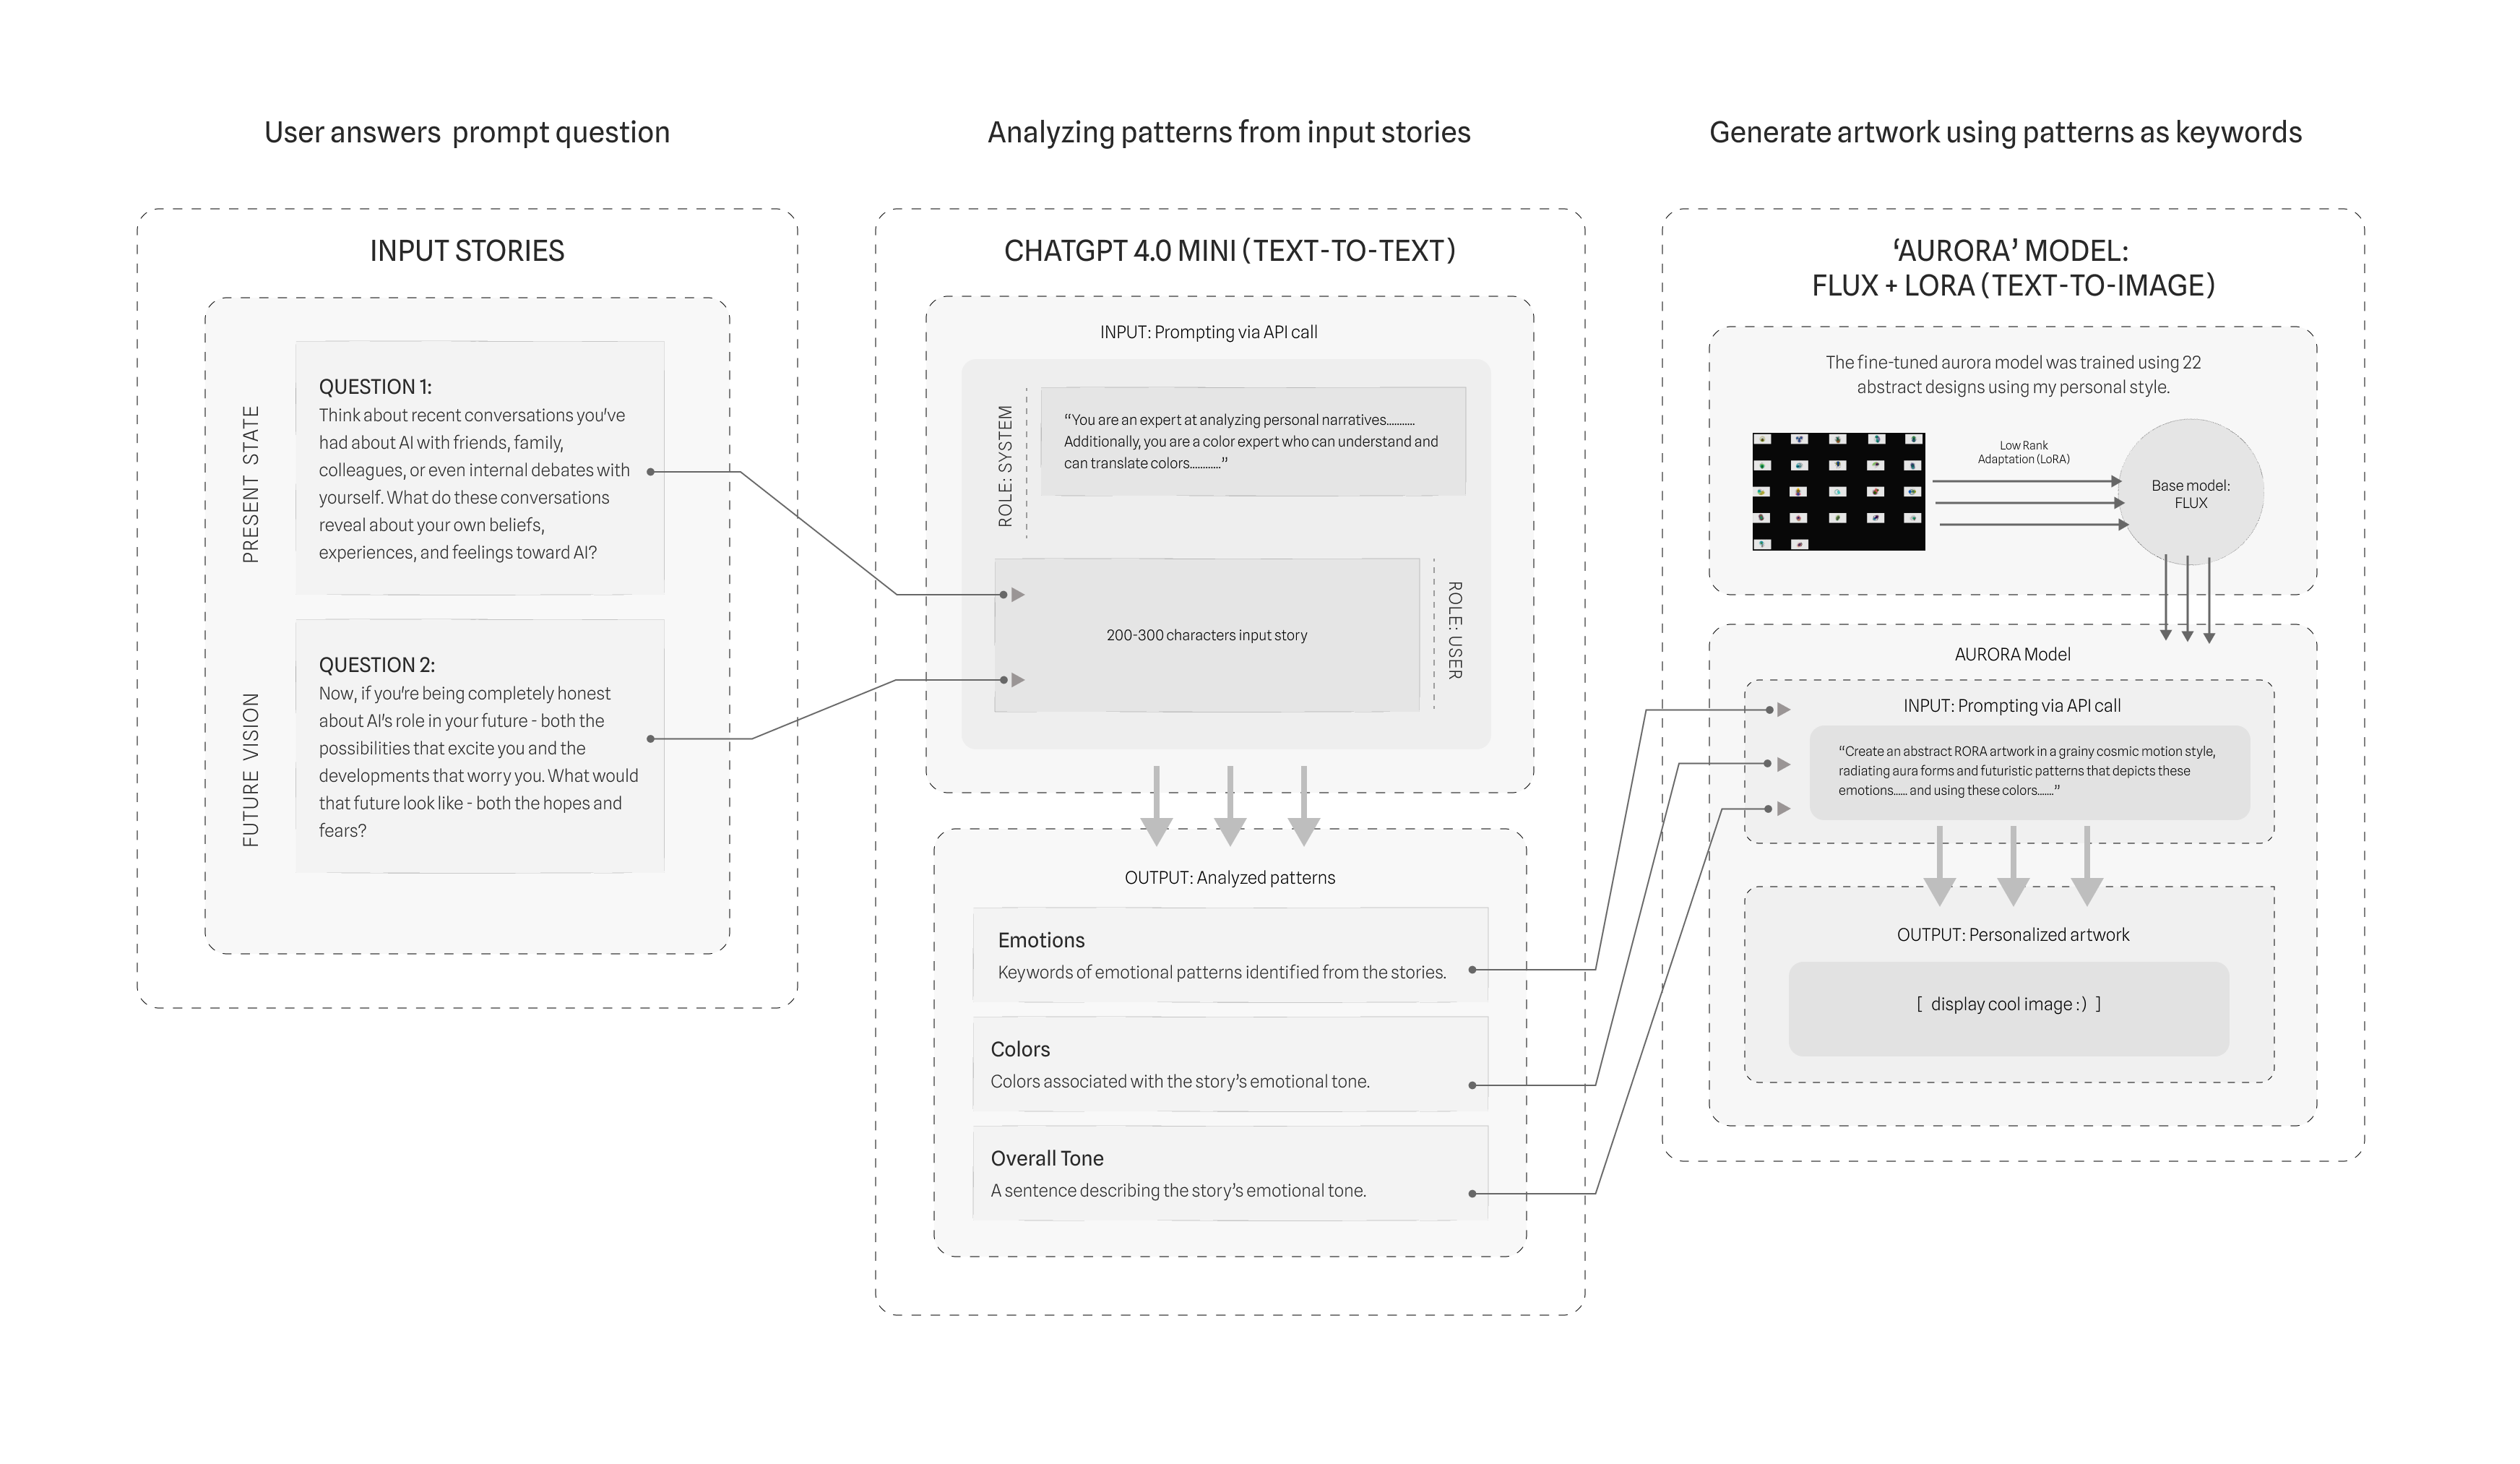 User answers  prompt question
INPUT STORIES
PRESENT STATE
QUESTION 1:
Think about recent conversations you've
had about AI with friends, family,
colleagues, or even internal debates with
yourself. What do these conversations
reveal about your own beliefs,
experiences, and feelings toward AI?
FUTURE VISION
QUESTION 2:
Now, if you're being completely honest
about AI's role in your future - both the
possibilities that excite you and the
developments that worry you. What would
that future look like - both the hopes and
fears?
Analyzing patterns from input stories
CHATGPT 4.0 MINI (TEXT-TO-TEXT)
INPUT: Prompting via API call
ROLE: SYSTEM
“You are an expert at analyzing personal narratives...........
Additionally, you are a color expert who can understand and
can translate colors............”
200-300 characters input story
ROLE: USER
OUTPUT: Analyzed patterns
Emotions
Keywords of emotional patterns identified from the stories.
Colors
Colors associated with the story’s emotional tone.
Overall Tone
A sentence describing the story’s emotional tone.
Generate artwork using patterns as keywords
‘AURORA’ MODEL:
FLUX + LORA (TEXT-TO-IMAGE)
The fine-tuned aurora model was trained using 22
abstract designs using my personal style.
Low Rank
Adaptation (LoRA)
Base model:
FLUX
AURORA Model
INPUT: Prompting via API call
“Create an abstract RORA artwork in a grainy cosmic motion style,
radiating aura forms and futuristic patterns that depicts these
emotions...... and using these colors.......”
OUTPUT: Personalized artwork
[  display cool image :)  ]